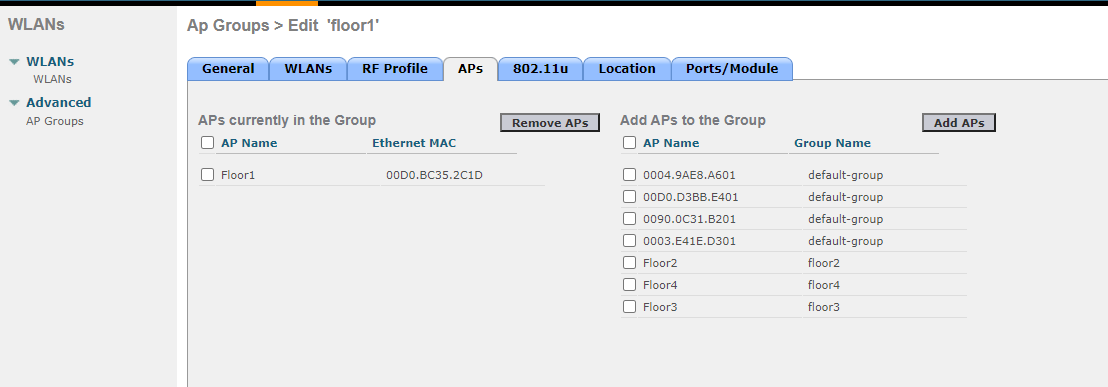 WLANs
WLANs
WLANs
Advanced
AP Groups
Ap Groups > Edit 'floor1'
General WLANs RF Profile APs 802.11u Location Ports/Module
APs currently in the Group Remove APs
AP Name Ethernet MAC
Floor1 00D0.BC35.2C1D
Add APs to the Group Add APs
AP Name Group Name
0004.9AE8.A601 default-group
00D0.D3BB.E401 default-group
0090.0C31.B201 default-group
0003.E41E.D301 default-group
Floor2 floor2
Floor4 floor4
Floor3 floor3